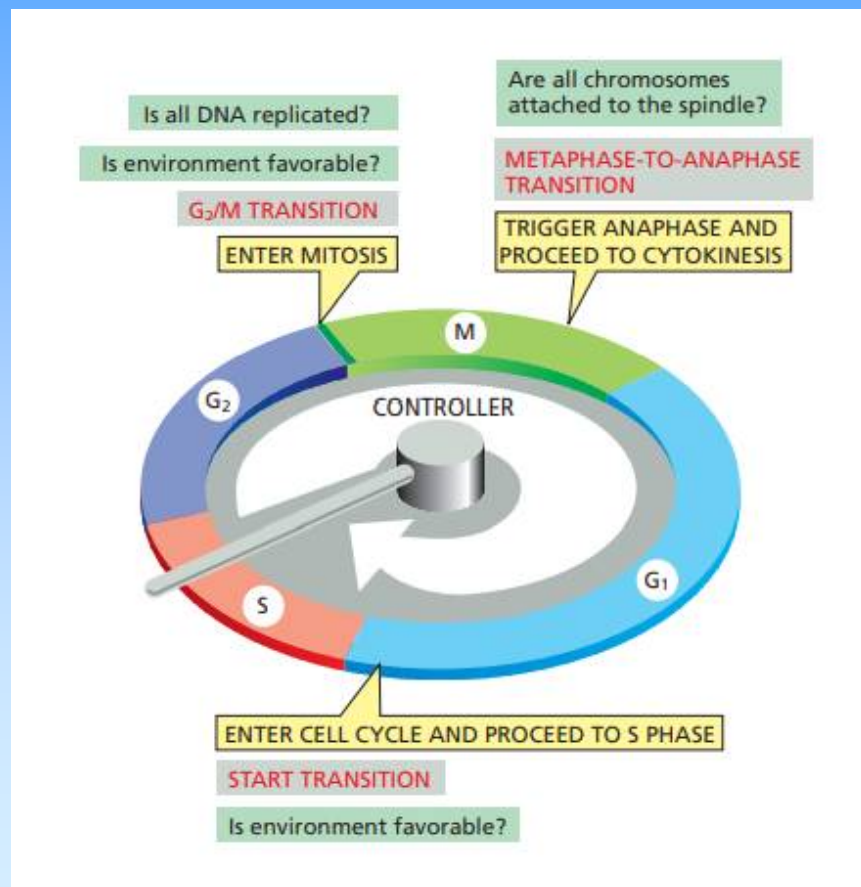 Is all DNA replicated?
Is environment favorable?
G₂/M TRANSITION
ENTER MITOSIS
Are all chromosomes
attached to the spindle?
METAPHASE-TO-ANAPHASE
TRANSITION
TRIGGER ANAPHASE AND
PROCEED TO CYTOKINESIS
M
G₂
CONTROLLER
G₁
S
ENTER CELL CYCLE AND PROCEED TO S PHASE
START TRANSITION
Is environment favorable?